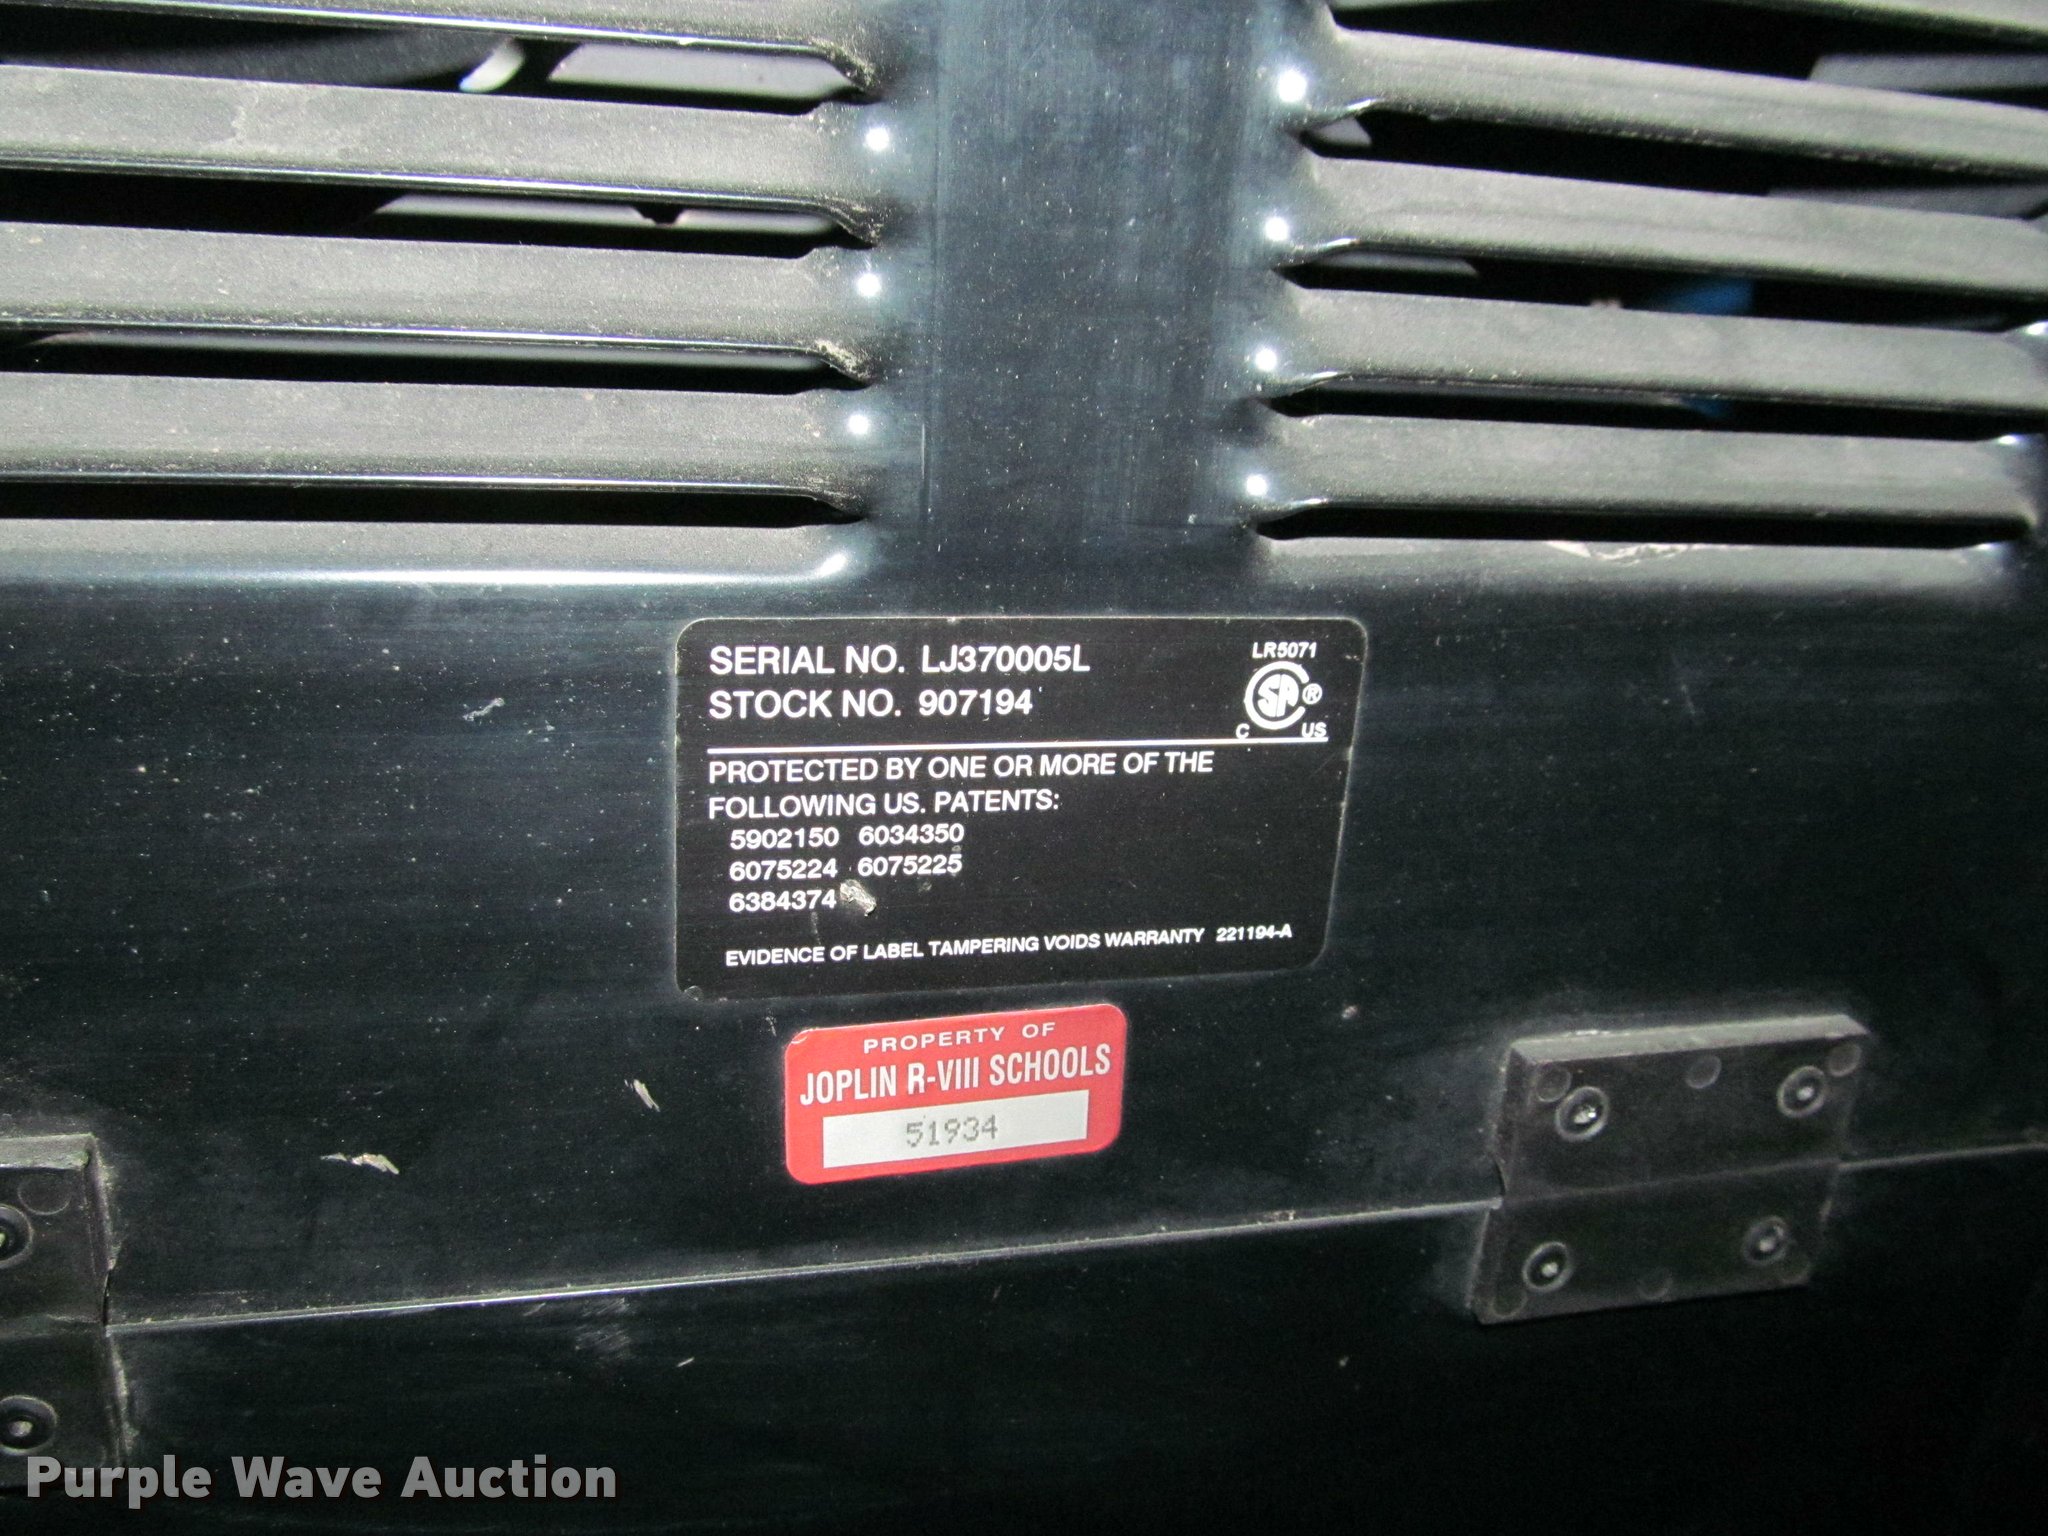 SERIAL NO. LJ370005L
STOCK NO. 907194
LR5071
SA ®
C US
PROTECTED BY ONE OR MORE OF THE
FOLLOWING US. PATENTS:
5902150 6034350
6075224 6075225
6384374
EVIDENCE OF LABEL TAMPERING VOIDS WARRANTY 221194-A
PROPERTY OF
JOPLIN R-VIII SCHOOLS
51934
Purple Wave Auction